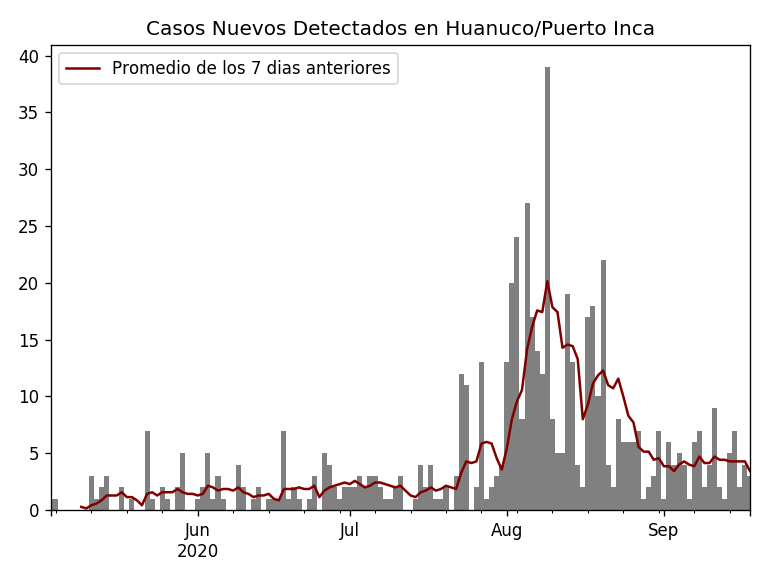 Casos Nuevos Detectados en Huanuco/Puerto Inca
Promedio de los 7 dias anteriores
40
35
30
25
20
15
10
5
0
Jun
2020
Jul
Aug
Sep